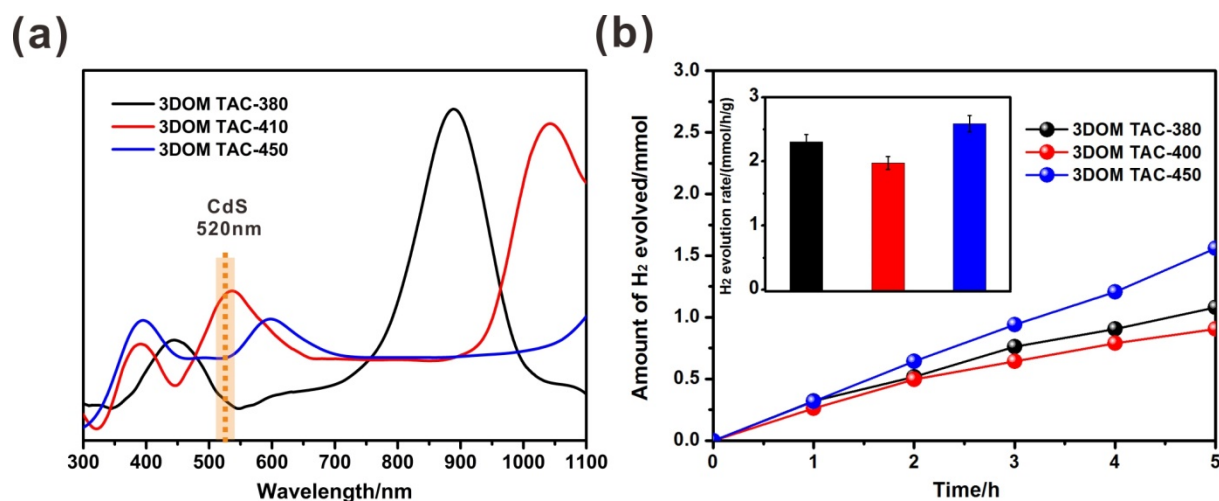 (a)
3DOM TAC-380
3DOM TAC-410
3DOM TAC-450
CdS
520nm
300 400 500 600 700 800 900 1000 1100
Wavelength/nm
(b)
Amount of H2 evolved/mmol
3.0
2.5
2.0
1.5
1.0
0.5
0.0
H2 evolution rate/(mmol/h/g)
3
2
1
0
3DOM TAC-380
3DOM TAC-400
3DOM TAC-450
0 1 2 3 4 5
Time/h